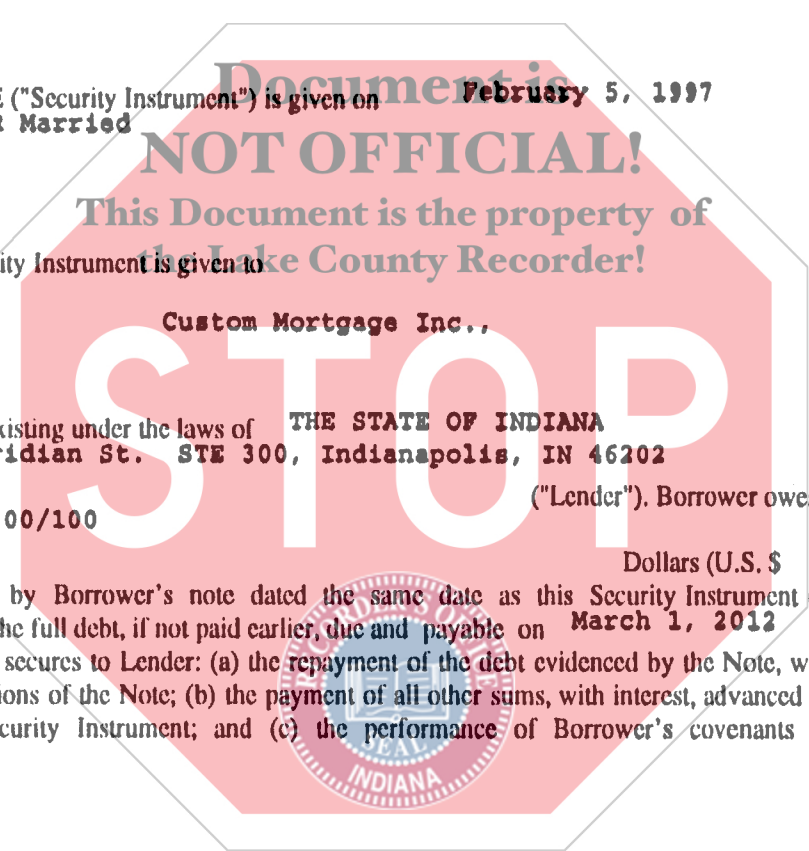 Document is
("Security Instrument") is given on February 5, 1997
Married
NOT OFFICIAL!
This Document is the property of
the Lake County Recorder!
ity Instrument is given to
Custom Mortgage Inc.,
STOP
xisting under the laws of THE STATE OF INDIANA
ridian St. STE 300, Indianapolis, IN 46202
("Lender"). Borrower owe
00/100
Dollars (U.S. $
by Borrower's note dated the same date as this Security Instrument
he full debt, if not paid earlier, due and payable on March 1, 2012
secures to Lender: (a) the repayment of the debt evidenced by the Note, w
ions of the Note; (b) the payment of all other sums, with interest, advanced
curity Instrument; and (c) the performance of Borrower's covenants
SEAL
INDIANA